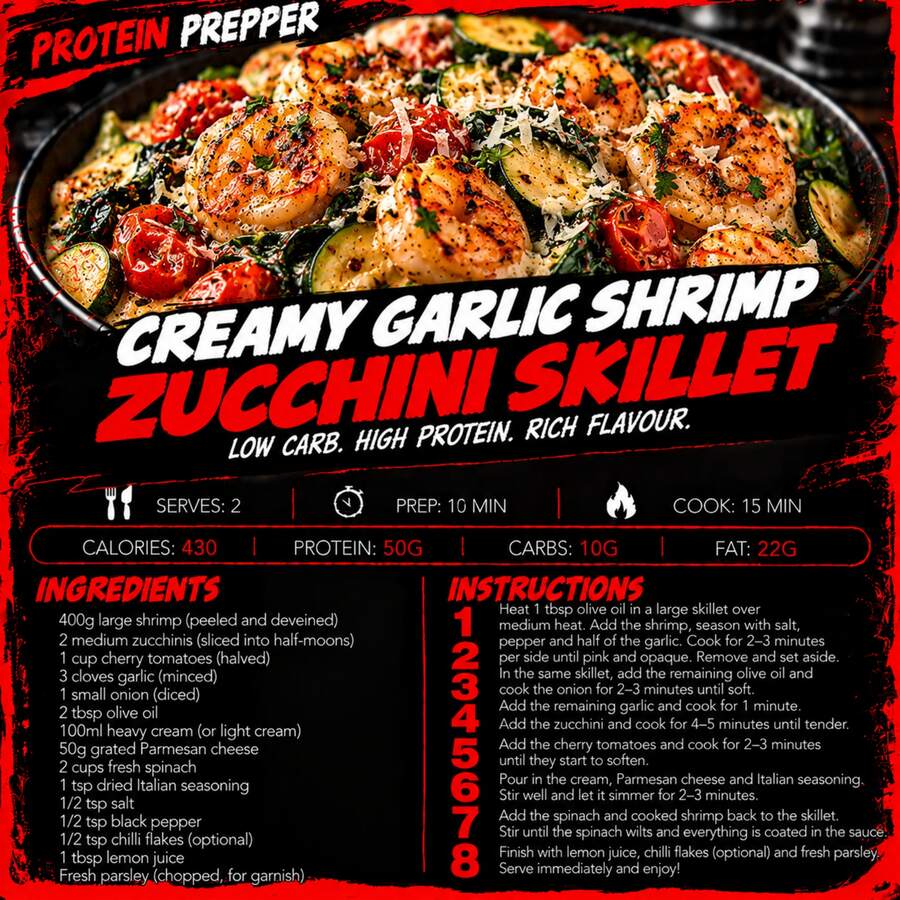 PROTEIN PREPPER
CREAMY GARLIC SHRIMP
ZUCCHINI SKILLET
LOW CARB. HIGH PROTEIN. RICH FLAVOUR.
SERVES: 2
PREP: 10 MIN
COOK: 15 MIN
CALORIES: 430
PROTEIN: 50G
CARBS: 10G
FAT: 22G
INGREDIENTS
400g large shrimp (peeled and deveined)
2 medium zucchinis (sliced into half-moons)
1 cup cherry tomatoes (halved)
3 cloves garlic (minced)
1 small onion (diced)
2 tbsp olive oil
100ml heavy cream (or light cream)
50g grated Parmesan cheese
2 cups fresh spinach
1 tsp dried Italian seasoning
1/2 tsp salt
1/2 tsp black pepper
1/2 tsp chilli flakes (optional)
1 tbsp lemon juice
Fresh parsley (chopped, for garnish)
INSTRUCTIONS
1 Heat 1 tbsp olive oil in a large skillet over
medium heat. Add the shrimp, season with salt,
pepper and half of the garlic. Cook for 2–3 minutes
per side until pink and opaque. Remove and set aside.
2 In the same skillet, add the remaining olive oil and
cook the onion for 2–3 minutes until soft.
3 Add the remaining garlic and cook for 1 minute.
4 Add the zucchini and cook for 4–5 minutes until tender.
5 Add the cherry tomatoes and cook for 2–3 minutes
until they start to soften.
6 Pour in the cream, Parmesan cheese and Italian seasoning.
Stir well and let it simmer for 2–3 minutes.
7 Add the spinach and cooked shrimp back to the skillet.
Stir until the spinach wilts and everything is coated in the sauce.
8 Finish with lemon juice, chilli flakes (optional) and fresh parsley.
Serve immediately and enjoy!